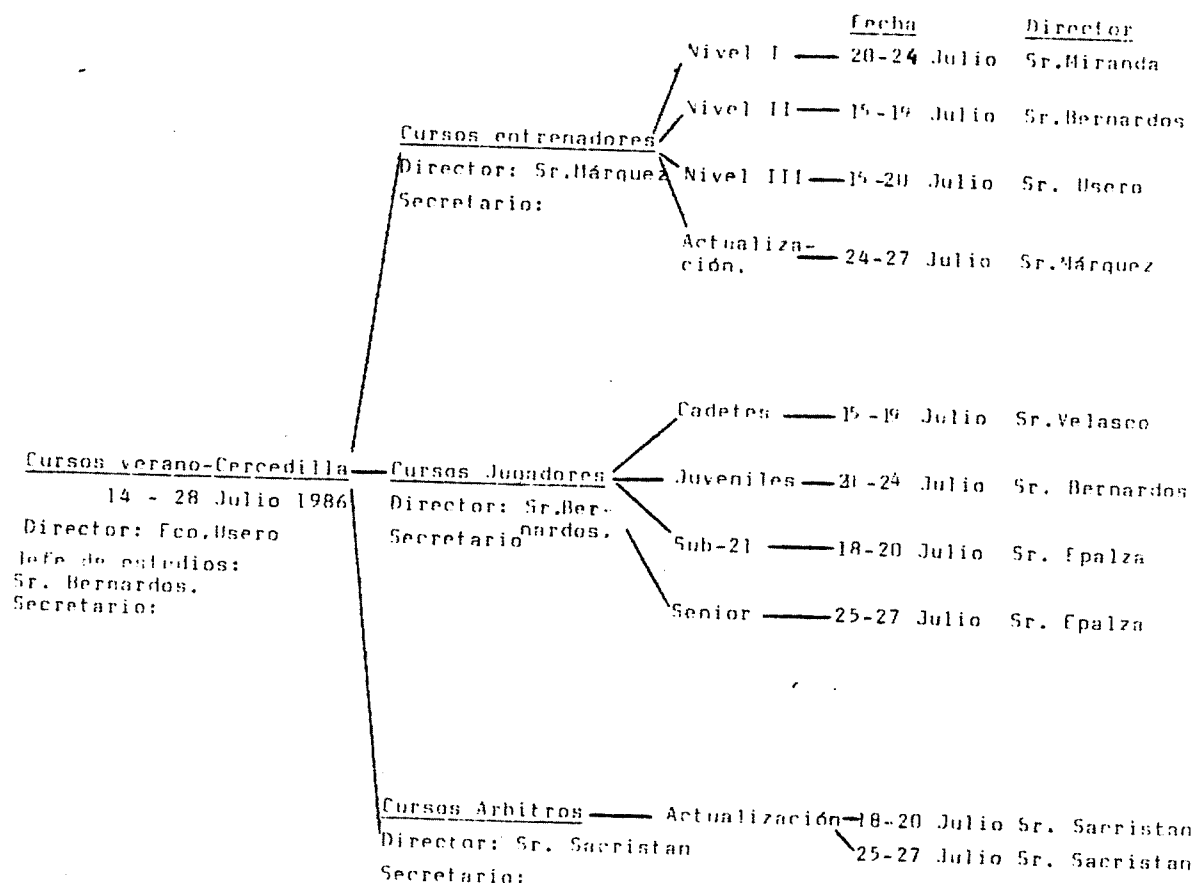 Fecha Director
Nivel I 20-24 Julio Sr.Miranda
Nivel II 15-19 Julio Sr.Bernardos
Cursos entrenadores
Director: Sr.Márquez
Nivel III 15-20 Julio Sr. Usero
Secretario:
Actualiza-
ción. 24-27 Julio Sr.Márquez
Cadetes 15-19 Julio Sr.Velasco
Cursos verano-Cercedilla
14 - 28 Julio 1986
Director: Fco.Usero
Jefe de estudios:
Sr. Bernardos.
Secretario:
Cursos Jugadores
Director: Sr.Ber-
nardos.
Secretario
Juveniles 21-24 Julio Sr. Bernardos
Sub-21 18-20 Julio Sr. Epalza
Senior 25-27 Julio Sr. Epalza
Cursos Arbitros Actualización 18-20 Julio Sr. Sacristan
Director: Sr. Sacristan
25-27 Julio Sr. Sacristan
Secretario: